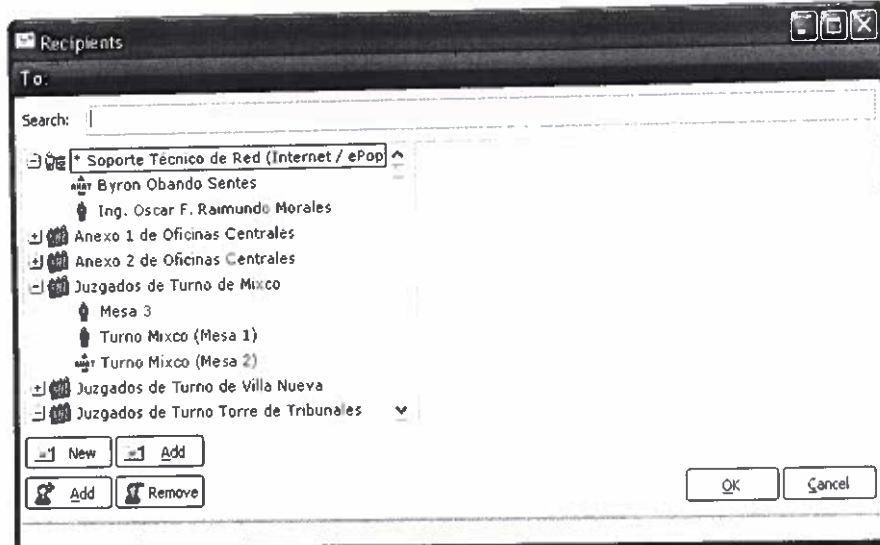 Recipients
To:
Search:
* Soporte Técnico de Red (Internet / ePop
AWAY Byron Obando Sentes
Ing. Oscar F. Raimundo Morales
Anexo 1 de Oficinas Centrales
Anexo 2 de Oficinas Centrales
Juzgados de Turno de Mixco
Mesa 3
Turno Mixco (Mesa 1)
AWAY Turno Mixco (Mesa 2)
Juzgados de Turno de Villa Nueva
Juzgados de Turno Torre de Tribunales
New Add
Add Remove
OK Cancel